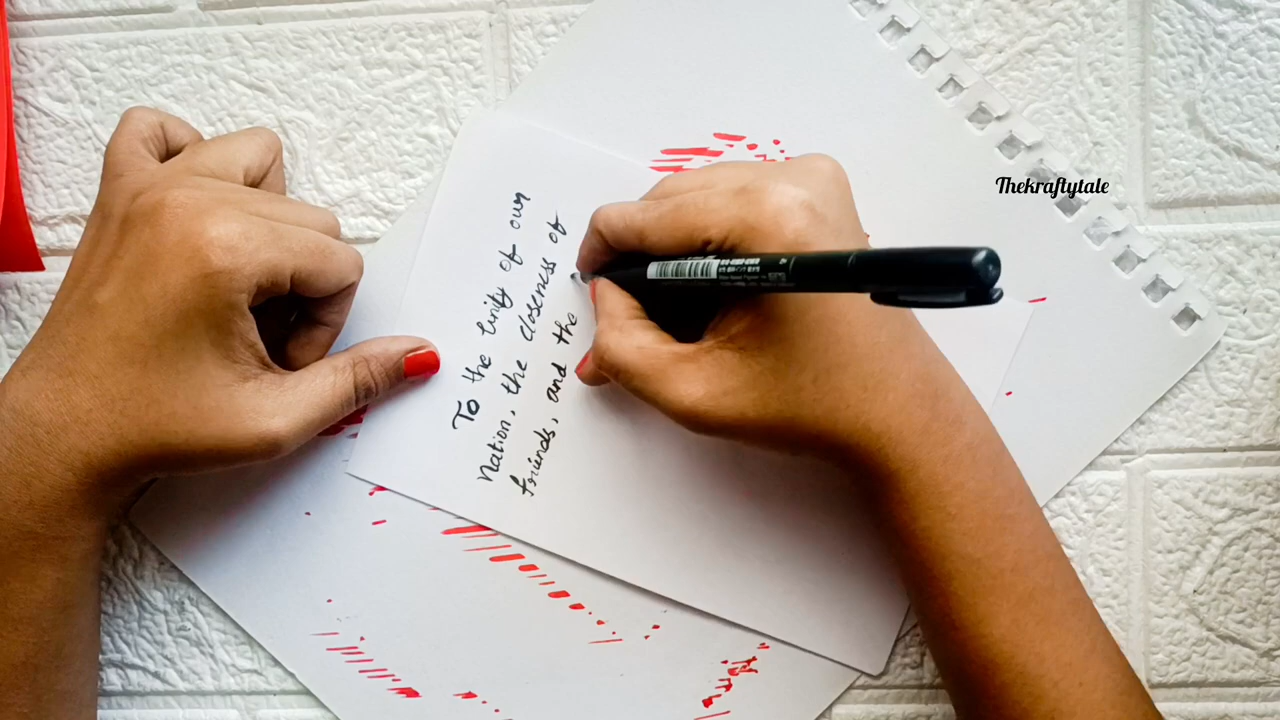 To the Unity of our
nation, the closeness of
friends, and the
Thekraftytale